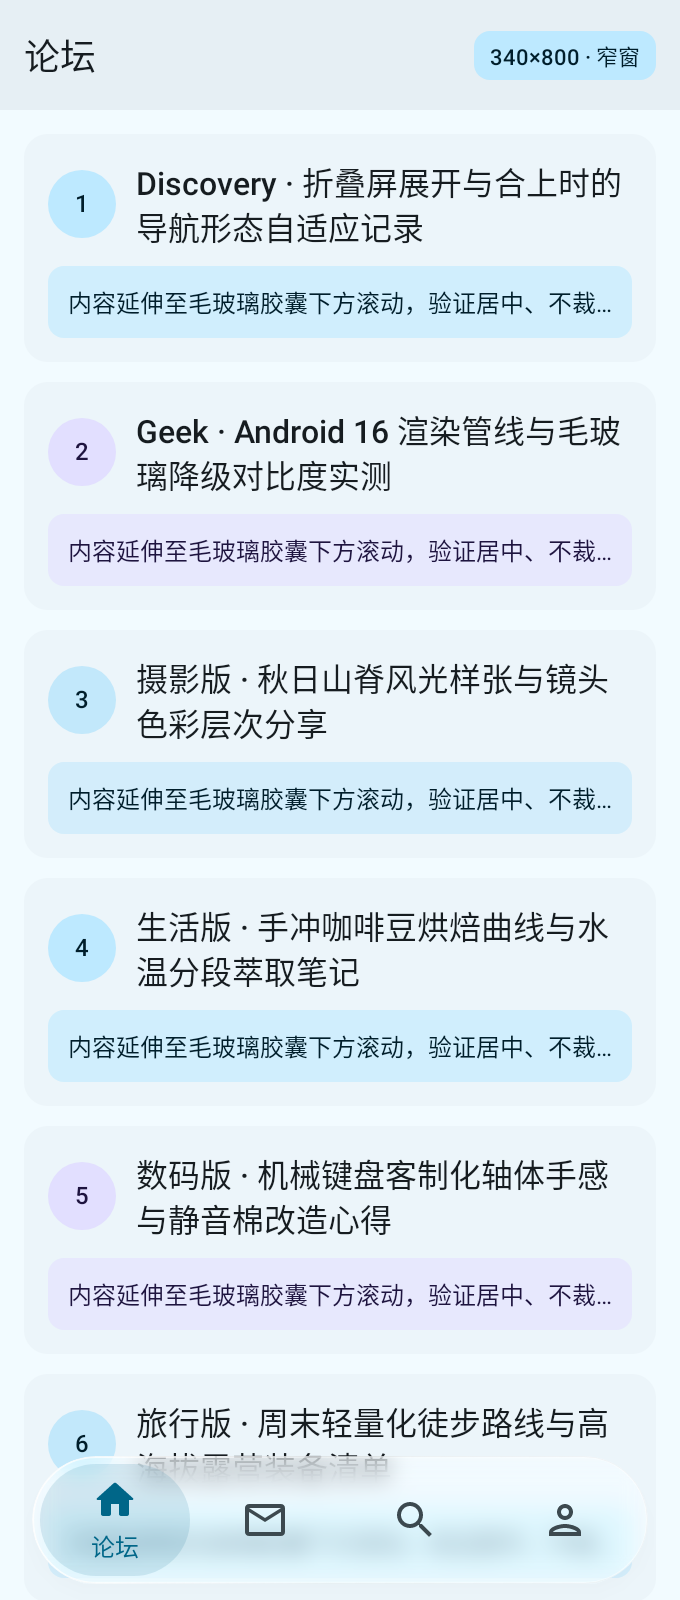 论坛
340×800 · 窄窗
1
Discovery · 折叠屏展开与合上时的
导航形态自适应记录
内容延伸至毛玻璃胶囊下方滚动，验证居中、不裁…
2
Geek · Android 16 渲染管线与毛玻
璃降级对比度实测
内容延伸至毛玻璃胶囊下方滚动，验证居中、不裁…
3
摄影版 · 秋日山脊风光样张与镜头
色彩层次分享
内容延伸至毛玻璃胶囊下方滚动，验证居中、不裁…
4
生活版 · 手冲咖啡豆烘焙曲线与水
温分段萃取笔记
内容延伸至毛玻璃胶囊下方滚动，验证居中、不裁…
5
数码版 · 机械键盘客制化轴体手感
与静音棉改造心得
内容延伸至毛玻璃胶囊下方滚动，验证居中、不裁…
6
旅行版 · 周末轻量化徒步路线与高
海拔露营装备清单
论坛